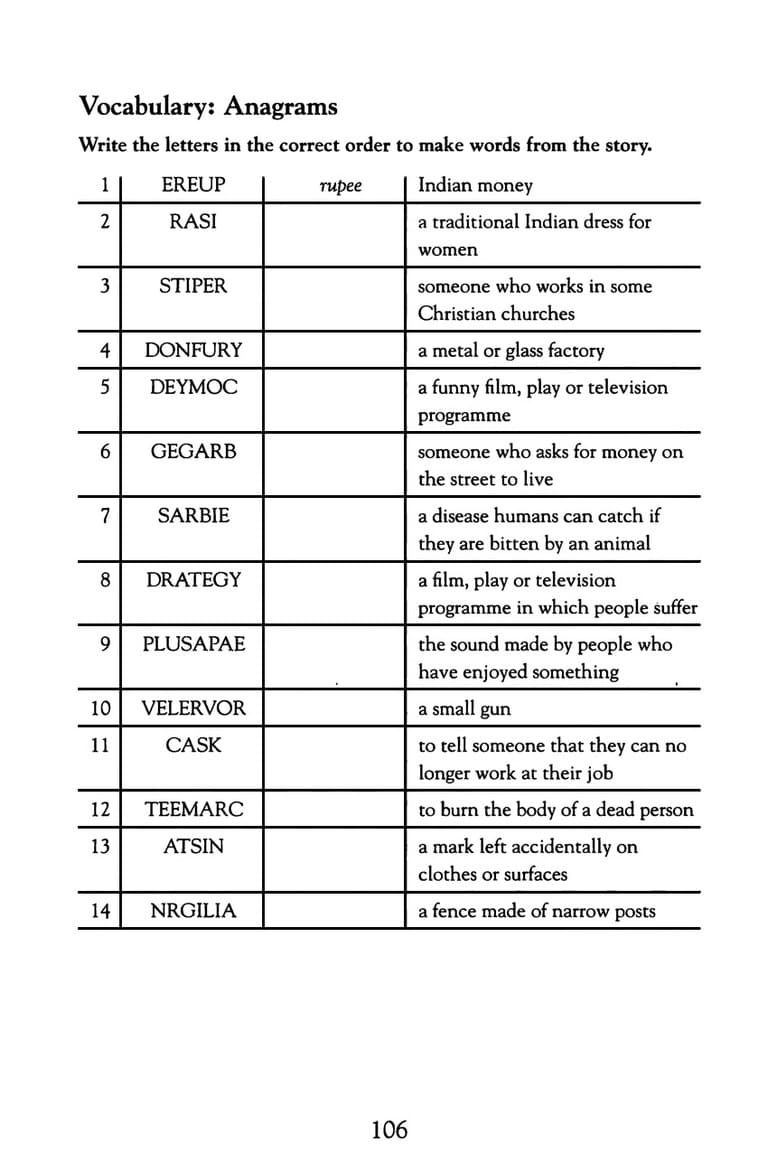 Vocabulary: Anagrams
Write the letters in the correct order to make words from the story.
1 EREUP rupee Indian money
2 RASI a traditional Indian dress for
women
3 STIPER someone who works in some
Christian churches
4 DONFURY a metal or glass factory
5 DEYMOC a funny film, play or television
programme
6 GEGARB someone who asks for money on
the street to live
7 SARBIE a disease humans can catch if
they are bitten by an animal
8 DRATEGY a film, play or television
programme in which people suffer
9 PLUSAPAE the sound made by people who
have enjoyed something
10 VELERVOR a small gun
11 CASK to tell someone that they can no
longer work at their job
12 TEEMARC to burn the body of a dead person
13 ATSIN a mark left accidentally on
clothes or surfaces
14 NRGILIA a fence made of narrow posts
106